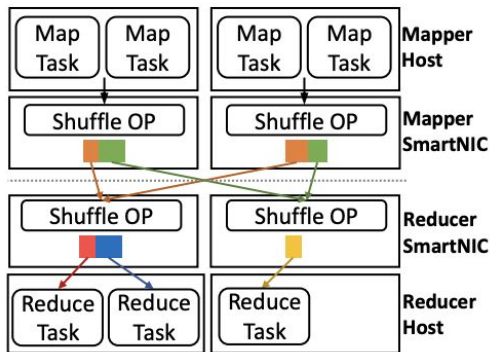 Map Task
Map Task
Map Task
Map Task
Mapper Host
Shuffle OP
Shuffle OP
Mapper SmartNIC
Shuffle OP
Shuffle OP
Reducer SmartNIC
Reduce Task
Reduce Task
Reduce Task
Reducer Host